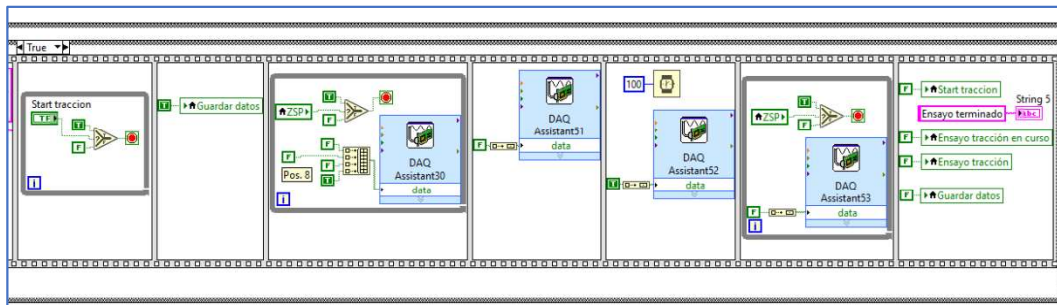 True
Start traccion
TF
T
F
i
T
Guardar datos
ZSP
T
F
F
F
F
T
Pos. 8
i
DAQ
Assistant30
data
DAQ
Assistant51
F
data
100
DAQ
Assistant52
T
data
ZSP
T
F
DAQ
Assistant53
F
data
i
F
Start traccion
String 5
Ensayo terminado
abc
F
Ensayo tracción en curso
F
Ensayo tracción
F
Guardar datos